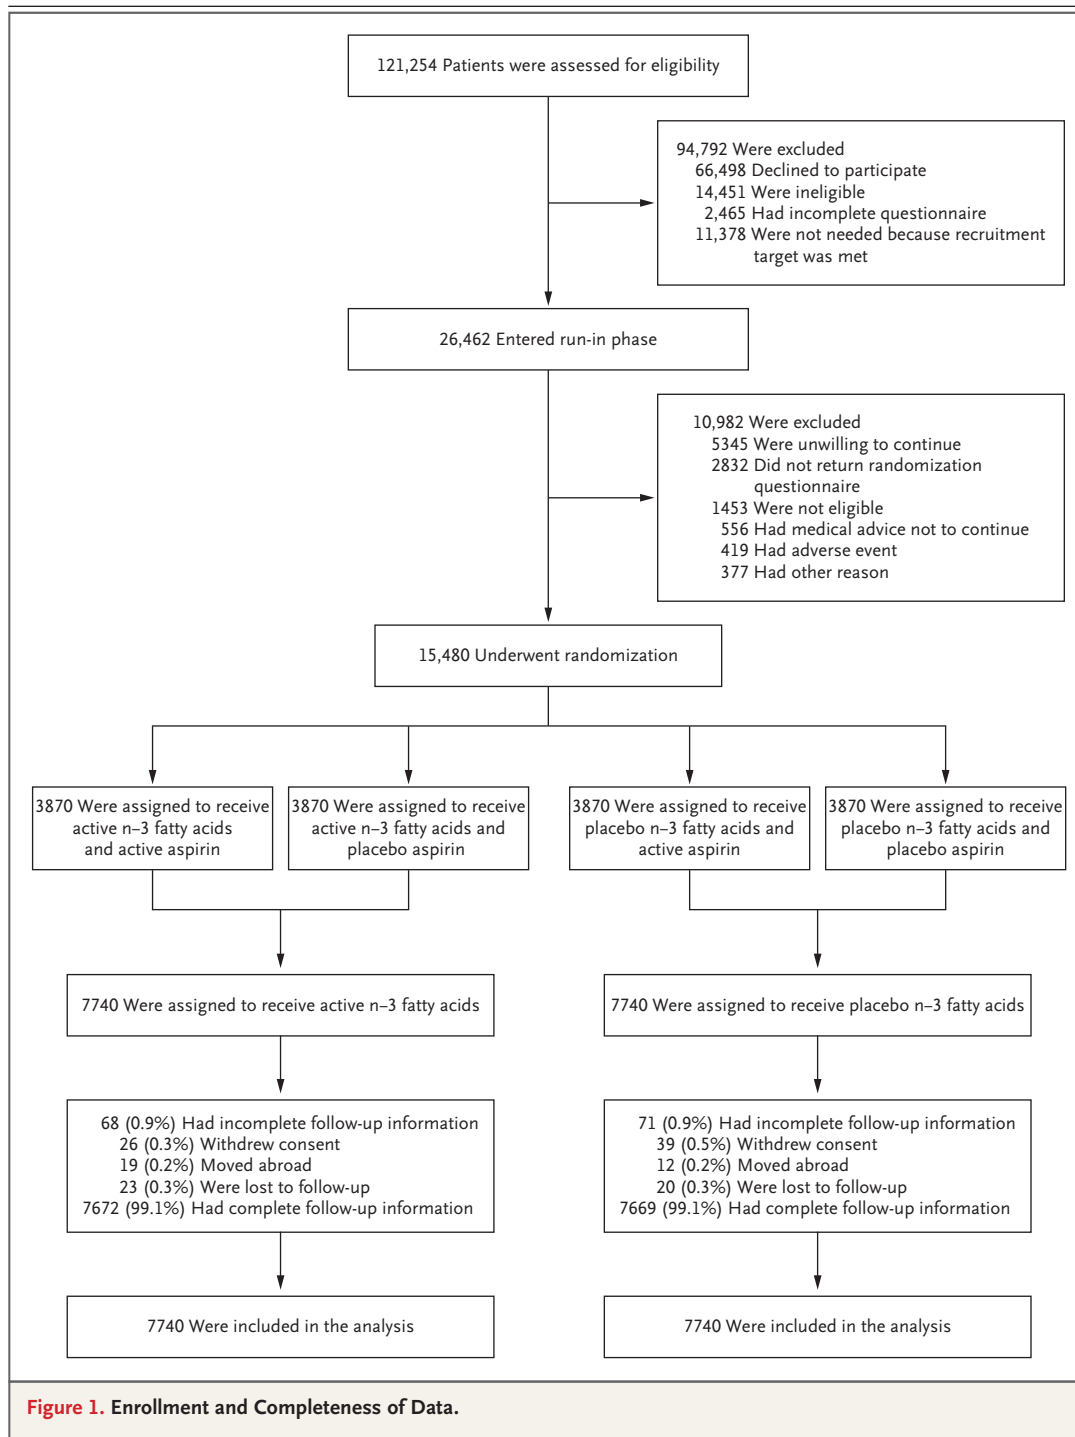 121,254 Patients were assessed for eligibility
94,792 Were excluded
66,498 Declined to participate
14,451 Were ineligible
2,465 Had incomplete questionnaire
11,378 Were not needed because recruitment
target was met
26,462 Entered run-in phase
10,982 Were excluded
5345 Were unwilling to continue
2832 Did not return randomization
questionnaire
1453 Were not eligible
556 Had medical advice not to continue
419 Had adverse event
377 Had other reason
15,480 Underwent randomization
3870 Were assigned to receive
active n–3 fatty acids
and active aspirin
3870 Were assigned to receive
active n–3 fatty acids and
placebo aspirin
3870 Were assigned to receive
placebo n–3 fatty acids and
active aspirin
3870 Were assigned to receive
placebo n–3 fatty acids and
placebo aspirin
7740 Were assigned to receive active n–3 fatty acids
7740 Were assigned to receive placebo n–3 fatty acids
68 (0.9%) Had incomplete follow-up information
26 (0.3%) Withdrew consent
19 (0.2%) Moved abroad
23 (0.3%) Were lost to follow-up
7672 (99.1%) Had complete follow-up information
71 (0.9%) Had incomplete follow-up information
39 (0.5%) Withdrew consent
12 (0.2%) Moved abroad
20 (0.3%) Were lost to follow-up
7669 (99.1%) Had complete follow-up information
7740 Were included in the analysis
7740 Were included in the analysis
Figure 1. Enrollment and Completeness of Data.